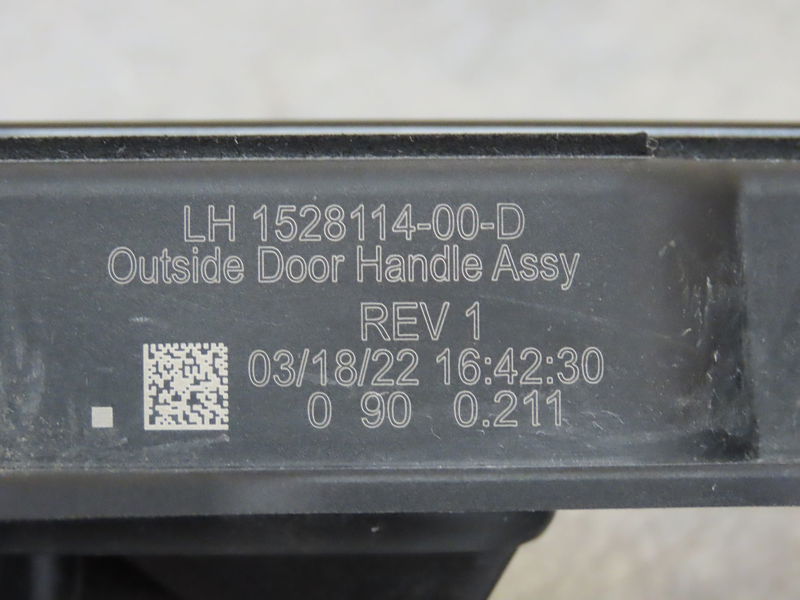 LH 1528114-00-D
Outside Door Handle Assy
REV 1
03/18/22 16:42:30
0 90 0.211